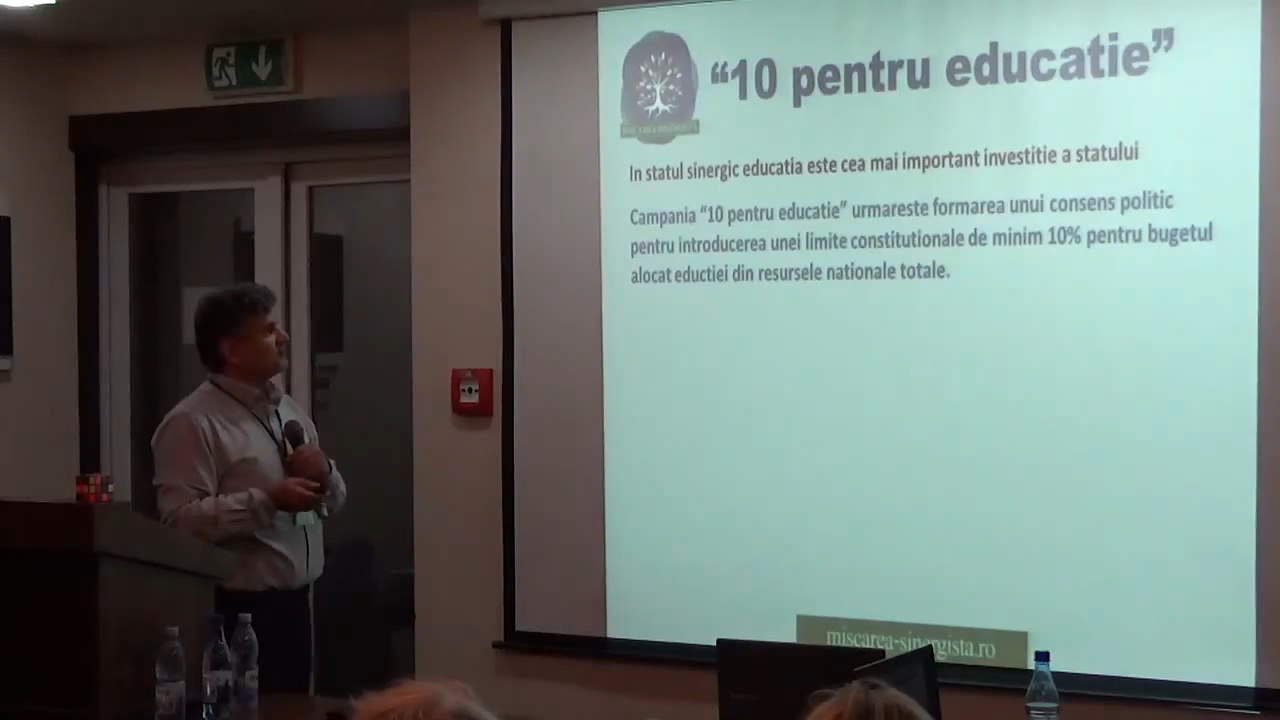 “10 pentru educatie”
In statul sinergic educatia este cea mai important investitie a statului
Campania “10 pentru educatie” urmareste formarea unui consens politic
pentru introducerea unei limite constitutionale de minim 10% pentru bugetul
alocat eductiei din resursele nationale totale.
miscarea-sinergista.ro